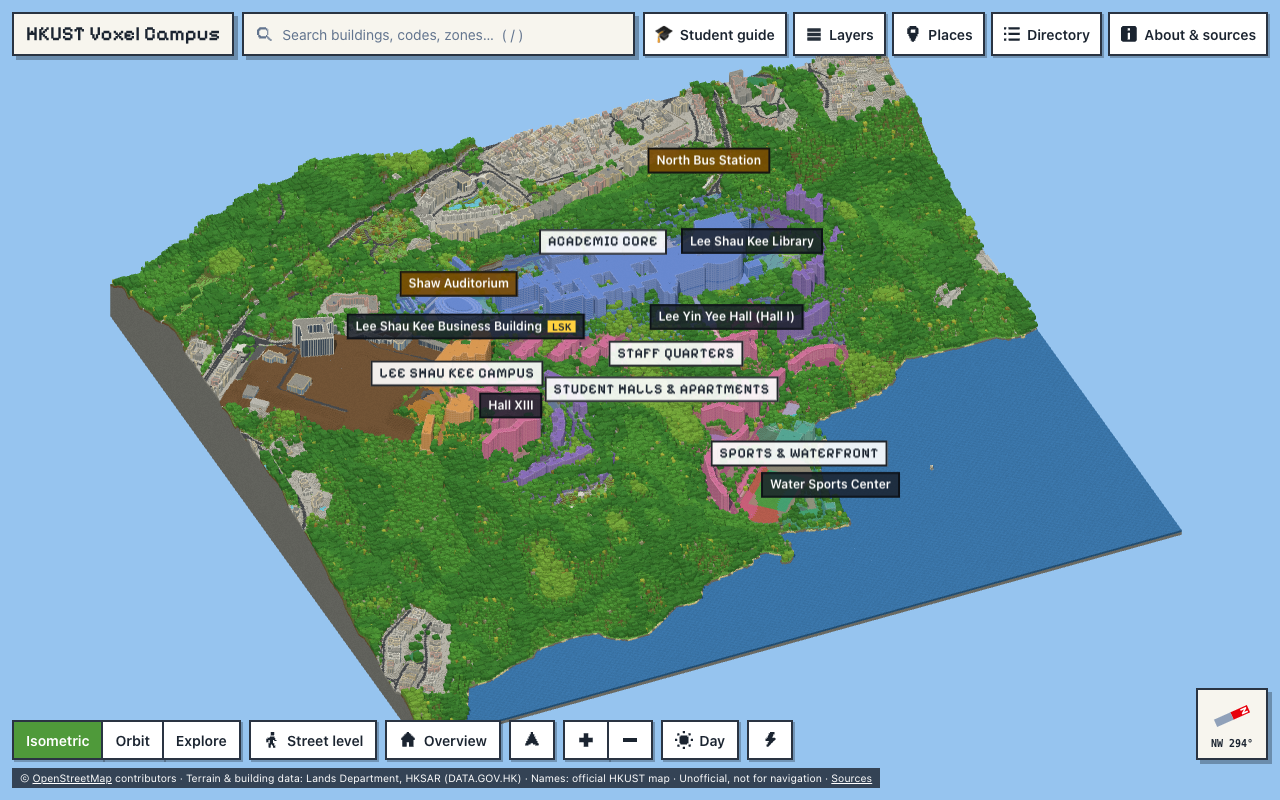 HKUST Voxel Campus
Search buildings, codes, zones... ( / )
Student guide
Layers
Places
Directory
About & sources
North Bus Station
ACADEMIC CORE
Lee Shau Kee Library
Shaw Auditorium
Lee Yin Yee Hall (Hall I)
Lee Shau Kee Business Building LSK
STAFF QUARTERS
LEE SHAU KEE CAMPUS
STUDENT HALLS & APARTMENTS
Hall XIII
SPORTS & WATERFRONT
Water Sports Center
N
NW 294°
Isometric
Orbit
Explore
Street level
Overview
Day
© OpenStreetMap contributors · Terrain & building data: Lands Department, HKSAR (DATA.GOV.HK) · Names: official HKUST map · Unofficial, not for navigation · Sources